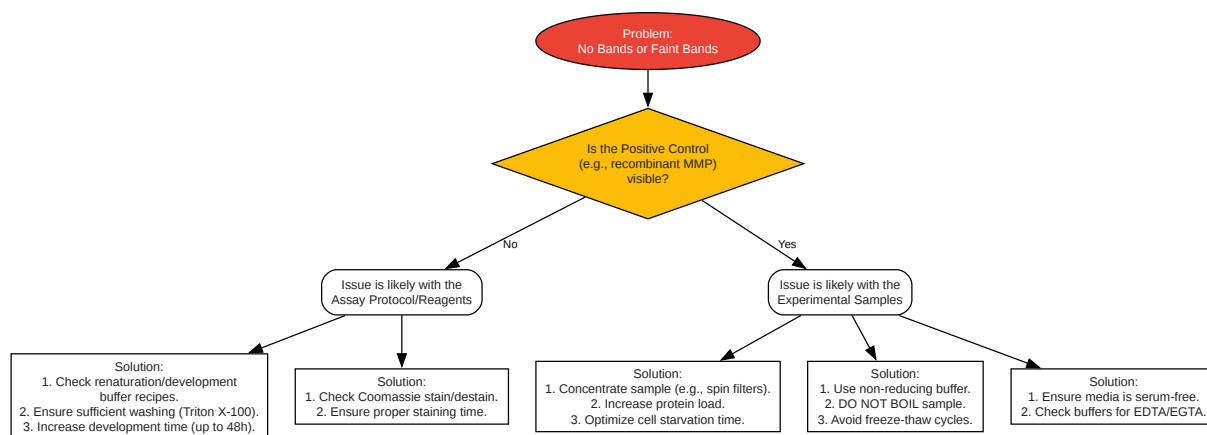 Problem:
No Bands or Faint Bands
Is the Positive Control
(e.g., recombinant MMP)
visible?
No
Yes
Issue is likely with the
Assay Protocol/Reagents
Issue is likely with the
Experimental Samples
Solution:
1. Check renaturation/development
buffer recipes.
2. Ensure sufficient washing (Triton X-100).
3. Increase development time (up to 48h).
Solution:
1. Check Coomassie stain/destain.
2. Ensure proper staining time.
Solution:
1. Concentrate sample (e.g., spin filters).
2. Increase protein load.
3. Optimize cell starvation time.
Solution:
1. Use non-reducing buffer.
2. DO NOT BOIL sample.
3. Avoid freeze-thaw cycles.
Solution:
1. Ensure media is serum-free.
2. Check buffers for EDTA/EGTA.